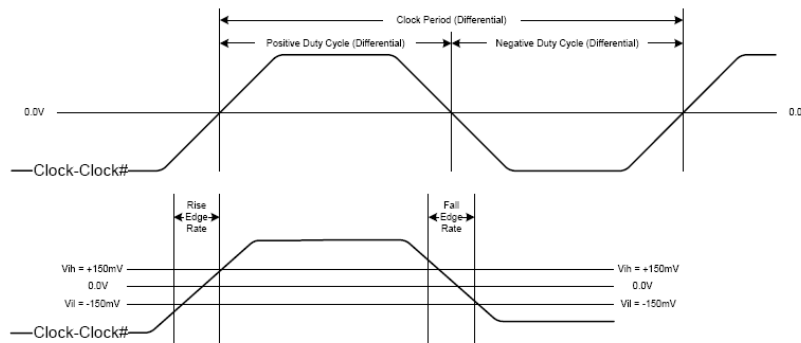 Clock Period (Differential)
Positive Duty Cycle (Differential)
Negative Duty Cycle (Differential)
0.0V
0.0
Clock-Clock#
Rise
Edge
Rate
Fall
Edge
Rate
Vih = +150mV
Vih = +150mV
0.0V
0.0V
Vil = -150mV
Vil = -150mV
Clock-Clock#